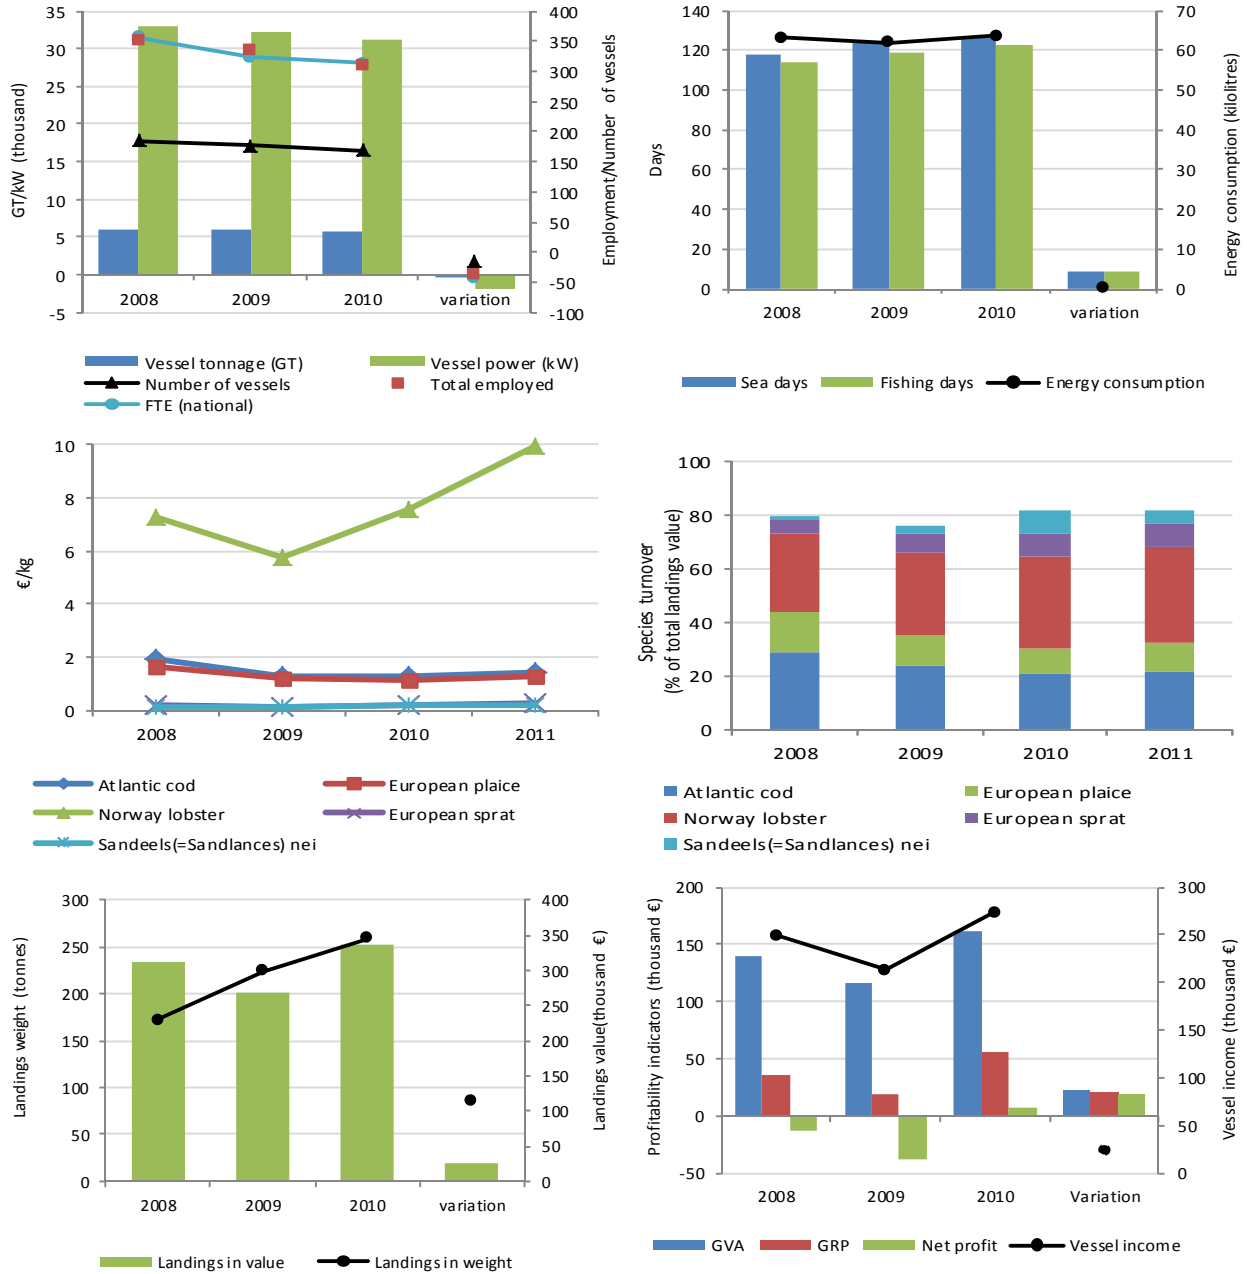 GT/kW (thousand)
35
30
25
20
15
10
5
0
-5
400
350
300
250
200
150
100
50
0
-50
-100
Employment/Number of vessels
2008 2009 2010 variation
Vessel tonnage (GT) Vessel power (kW)
Number of vessels Total employed
FTE (national)
Days
140
120
100
80
60
40
20
0
70
60
50
40
30
20
10
0
Energy consumption (kilolitres)
2008 2009 2010 variation
Sea days Fishing days Energy consumption
€/kg
10
8
6
4
2
0
2008 2009 2010 2011
Atlantic cod European plaice
Norway lobster European sprat
Sandeels(=Sandlances) nei
Species turnover
(% of total landings value)
100
80
60
40
20
0
2008 2009 2010 2011
Atlantic cod European plaice
Norway lobster European sprat
Sandeels(=Sandlances) nei
Landings weight (tonnes)
300
250
200
150
100
50
0
400
350
300
250
200
150
100
50
0
Landings value(thousand €)
2008 2009 2010 variation
Landings in value Landings in weight
Profitability indicators (thousand €)
200
150
100
50
0
-50
300
250
200
150
100
50
0
Vessel income (thousand €)
2008 2009 2010 Variation
GVA GRP Net profit Vessel income